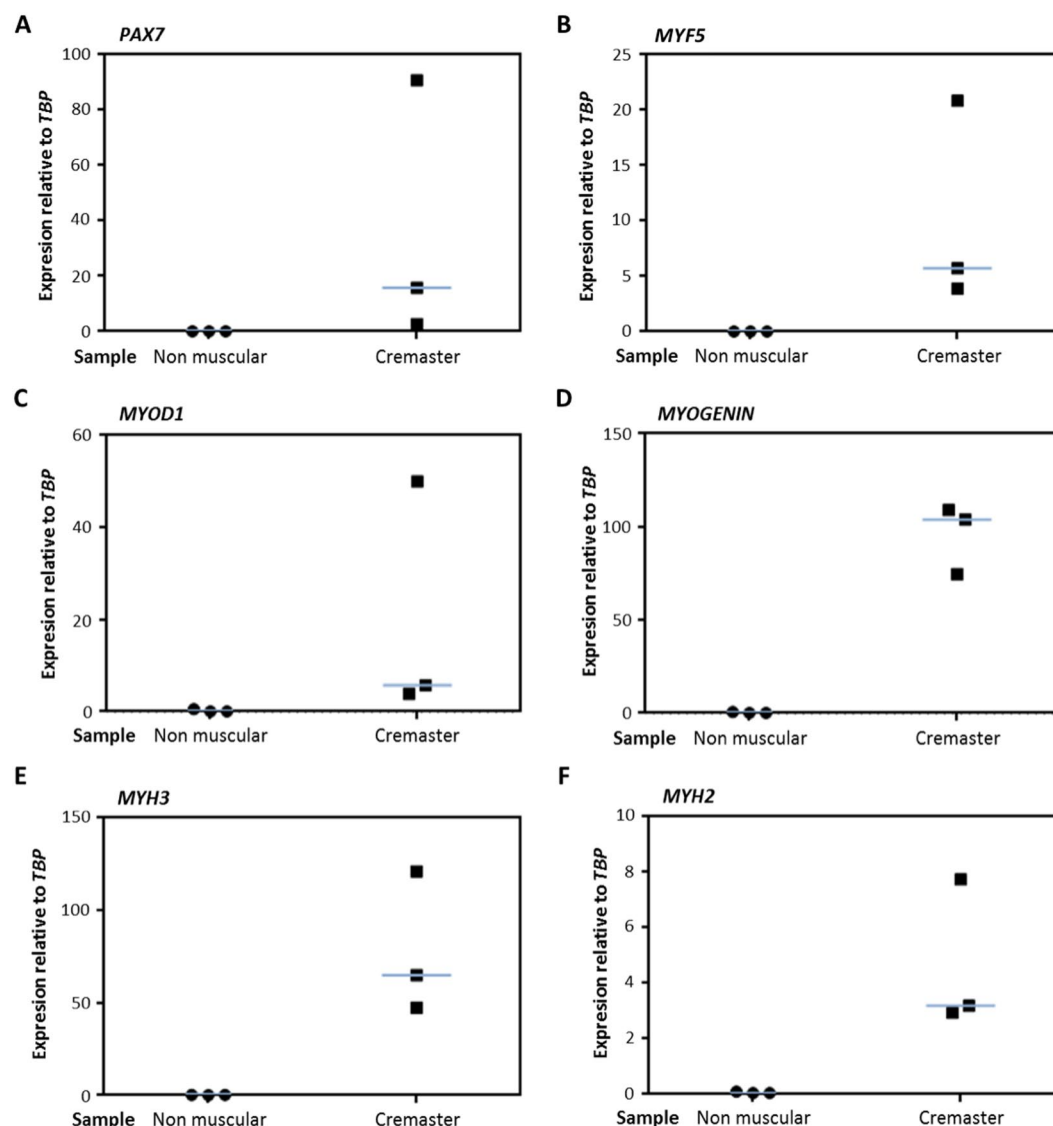 A
PAX7
Expresion relative to TBP
100
80
60
40
20
0
Sample Non muscular Cremaster
B
MYF5
Expresion relative to TBP
25
20
15
10
5
0
Sample Non muscular Cremaster
C
MYOD1
Expresion relative to TBP
60
40
20
0
Sample Non muscular Cremaster
D
MYOGENIN
Expresion relative to TBP
150
100
50
0
Sample Non muscular Cremaster
E
MYH3
Expresion relative to TBP
150
100
50
0
Sample Non muscular Cremaster
F
MYH2
Expresion relative to TBP
10
8
6
4
2
0
Sample Non muscular Cremaster